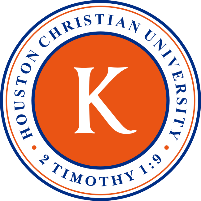 HOUSTON CHRISTIAN UNIVERSITY
K
• 2 TIMOTHY 1:9 •